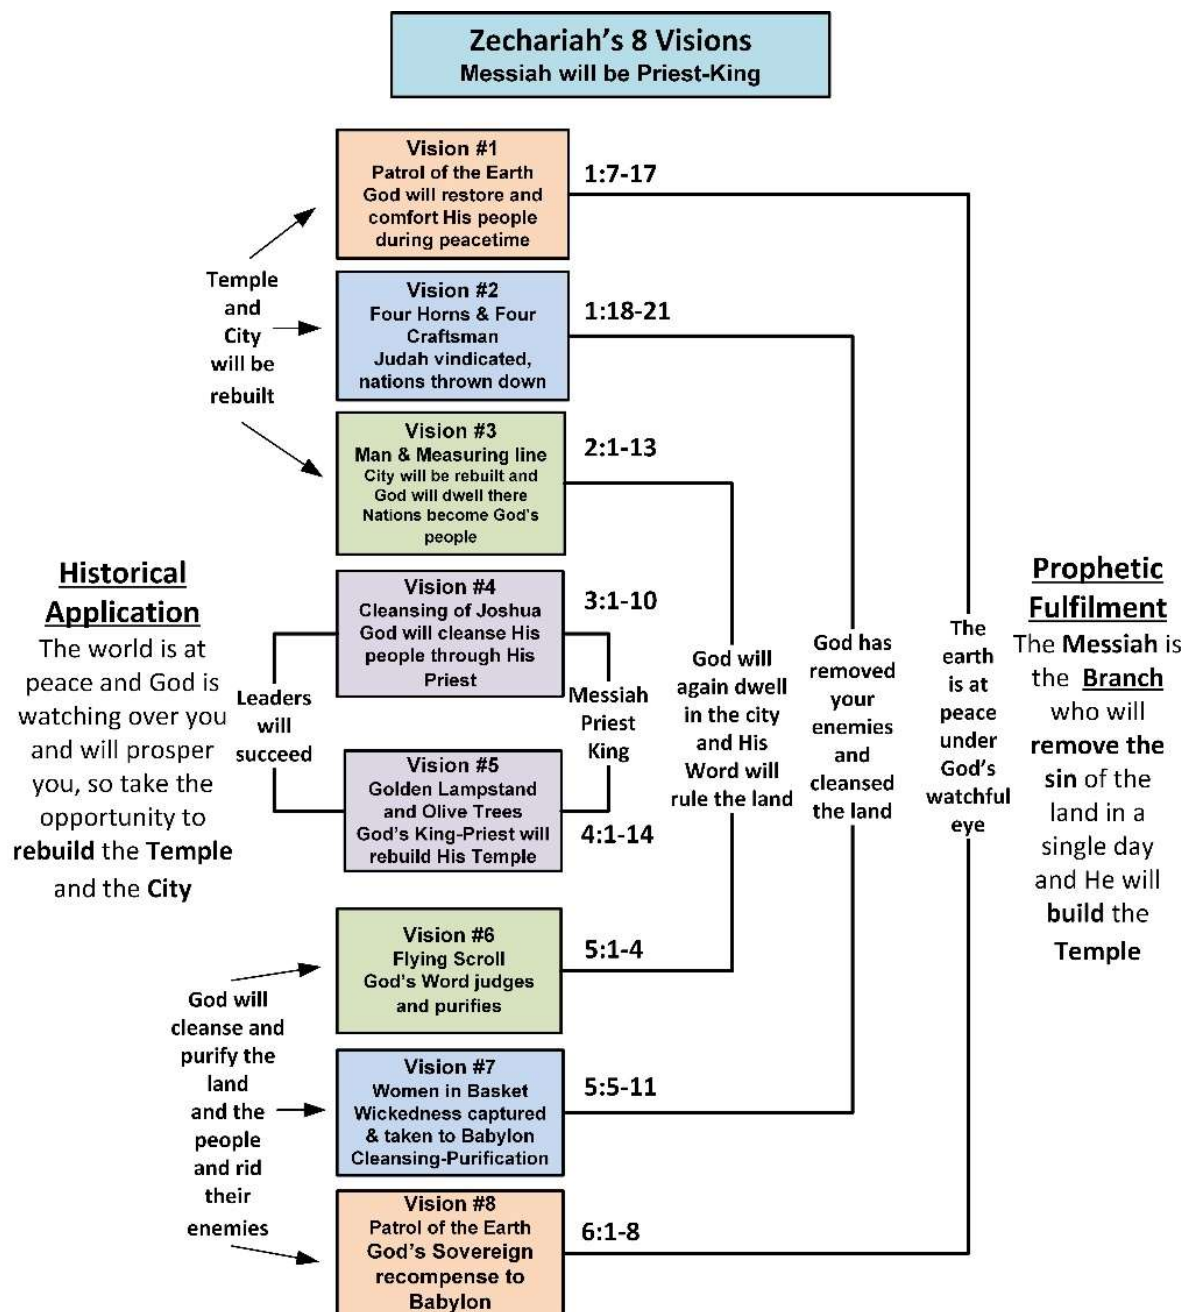 Zechariah's 8 Visions
Messiah will be Priest-King
Vision #1
Patrol of the Earth
God will restore and
comfort His people
during peacetime
1:7-17
Temple
and
City
will be
rebuilt
Vision #2
Four Horns & Four
Craftsman
Judah vindicated,
nations thrown down
1:18-21
Vision #3
Man & Measuring line
City will be rebuilt and
God will dwell there
Nations become God's
people
2:1-13
Historical
Application
The world is at
peace and God is
watching over you
and will prosper
you, so take the
opportunity to
rebuild the Temple
and the City
Leaders
will
succeed
Vision #4
Cleansing of Joshua
God will cleanse His
people through His
Priest
3:1-10
Messiah
Priest
King
Vision #5
Golden Lampstand
and Olive Trees
God's King-Priest will
rebuild His Temple
4:1-14
God will
again dwell
in the city
and His
Word will
rule the land
God has
removed
your
enemies
and
cleansed
the land
The
earth
is at
peace
under
God's
watchful
eye
Prophetic
Fulfilment
The Messiah is
the Branch
who will
remove the
sin of the
land in a
single day
and He will
build the
Temple
God will
cleanse and
purify the
land
and the
people
and rid
their
enemies
Vision #6
Flying Scroll
God's Word judges
and purifies
5:1-4
Vision #7
Women in Basket
Wickedness captured
& taken to Babylon
Cleansing-Purification
5:5-11
Vision #8
Patrol of the Earth
God's Sovereign
recompense to
Babylon
6:1-8